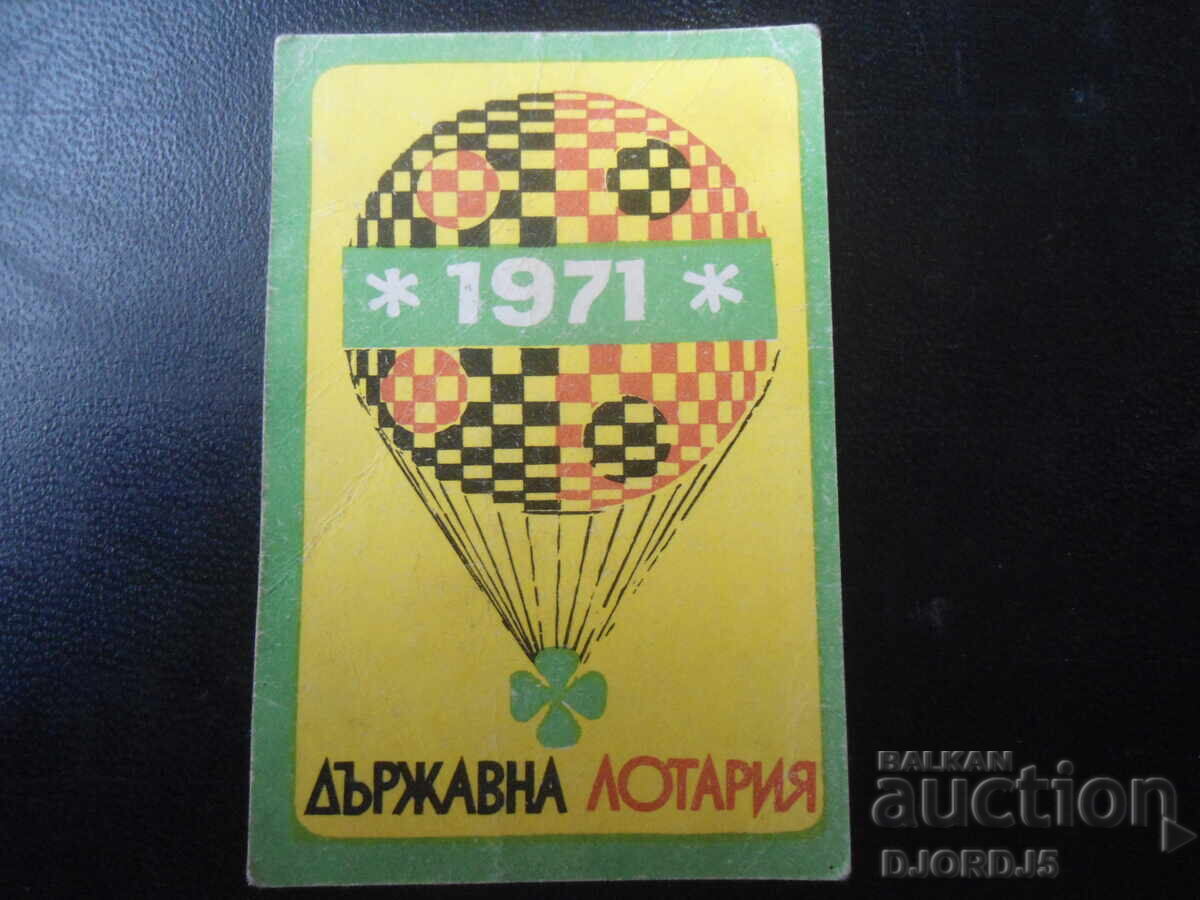 * 1971 *
ДЪРЖАВНА ЛОТАРИЯ
BALKAN
auction
DJORDJ5